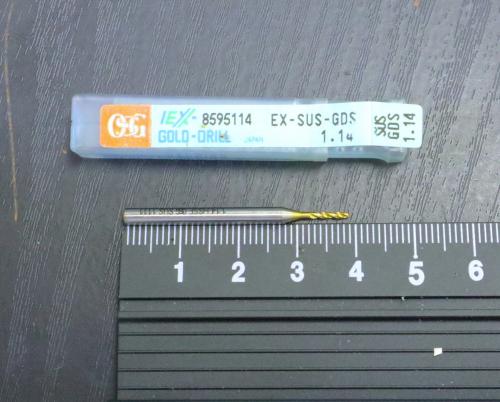 OSG
EX- 8595114 EX-SUS-GDS
GOLD-DRILL JAPAN 1.14
SUS
GDS
1.14
1 2 3 4 5 6